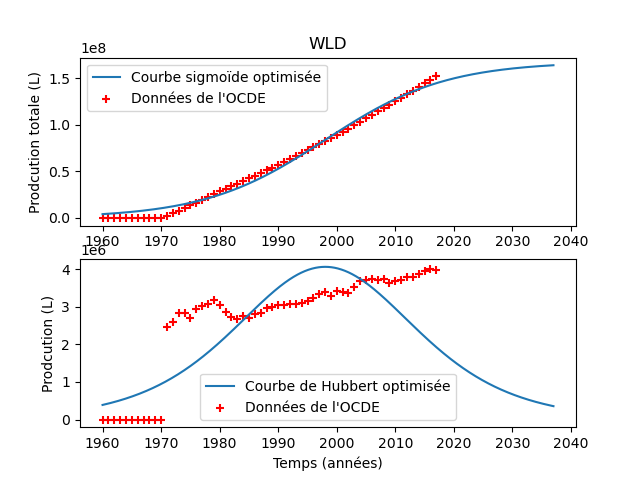 WLD
1e8
Prodcution totale (L)
1.5
1.0
0.5
0.0
Courbe sigmoïde optimisée
Données de l'OCDE
1960 1970 1980 1990 2000 2010 2020 2030 2040
1e6
Prodcution (L)
4
3
2
1
0
Courbe de Hubbert optimisée
Données de l'OCDE
1960 1970 1980 1990 2000 2010 2020 2030 2040
Temps (années)